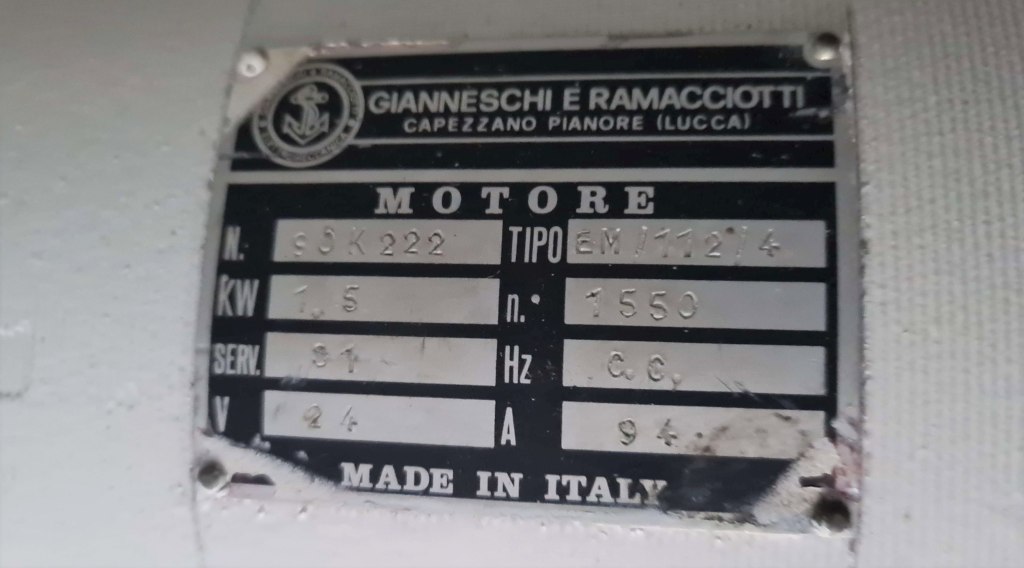 GIANNESCHI E RAMACCIOTTI
CAPEZZANO PIANORE (LUCCA)
MOTORE
N. 222 TIPO EM/112/4
KW 1.5 n. 1550
SERV. S1 Hz C.C.
V 24 A 94
MADE IN ITALY